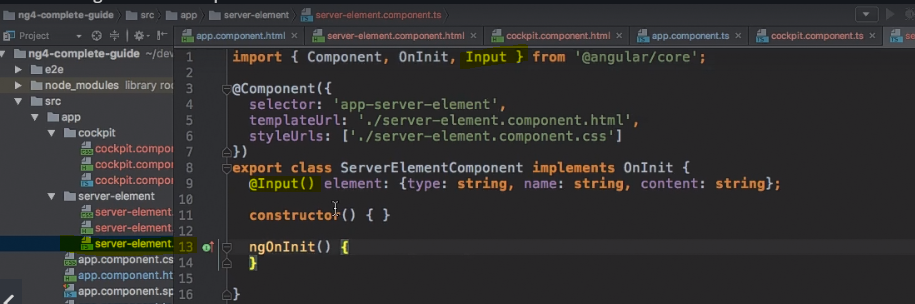 ng4-complete-guide src app server-element server-element.component.ts
Project app.component.html server-element.component.html cockpit.component.html app.component.ts cockpit.component.ts
ng4-complete-guide ~/dev
e2e
node_modules library roo
src
app
cockpit
cockpit.compor
cockpit.compor
cockpit.compor
server-element
server-element.
server-element.
server-element.
app.component.cs
app.component.ht
app.component.sp
1 import { Component, OnInit, Input } from '@angular/core';
2
3 @Component({
4 selector: 'app-server-element',
5 templateUrl: './server-element.component.html',
6 styleUrls: ['./server-element.component.css']
7 })
8 export class ServerElementComponent implements OnInit {
9 @Input() element: {type: string, name: string, content: string};
10
11 constructor() { }
12
13 ngOnInit() {
14 }
15
16 }